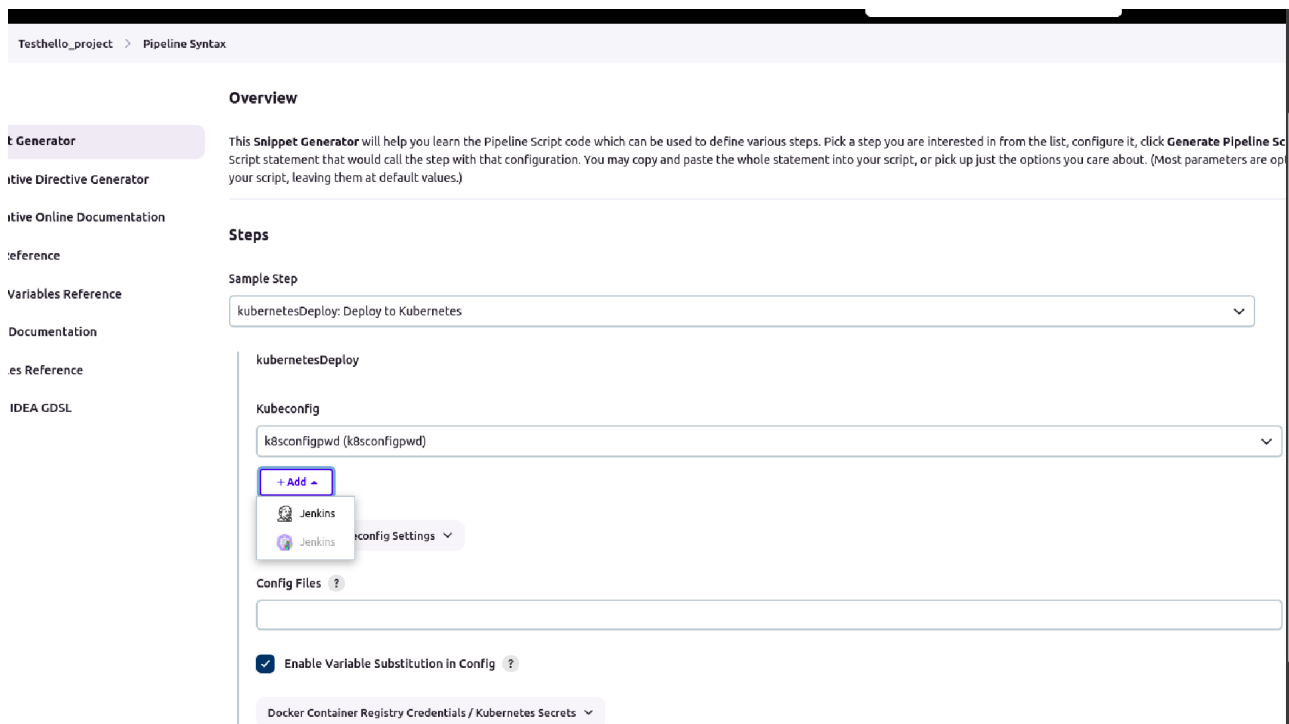 Testhello_project > Pipeline Syntax
Overview
t Generator
This Snippet Generator will help you learn the Pipeline Script code which can be used to define various steps. Pick a step you are interested in from the list, configure it, click Generate Pipeline Sc
Script statement that would call the step with that configuration. You may copy and paste the whole statement into your script, or pick up just the options you care about. (Most parameters are opt
your script, leaving them at default values.)
ative Directive Generator
ative Online Documentation
Steps
Reference
Sample Step
Variables Reference
kubernetesDeploy: Deploy to Kubernetes
Documentation
kubernetesDeploy
es Reference
IDEA GDSL
Kubeconfig
k8sconfigpwd (k8sconfigpwd)
+ Add
Jenkins
econfig Settings
Jenkins
Config Files ?
Enable Variable Substitution in Config ?
Docker Container Registry Credentials / Kubernetes Secrets